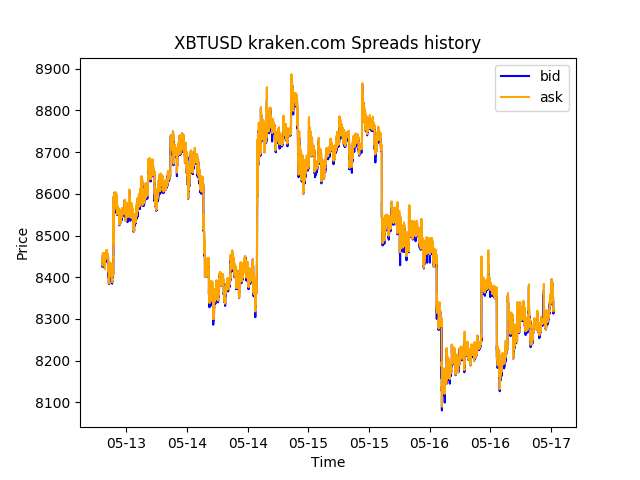 XBTUSD kraken.com Spreads history
bid
ask
Price
8900
8800
8700
8600
8500
8400
8300
8200
8100
05-13 05-14 05-14 05-15 05-15 05-16 05-16 05-17
Time